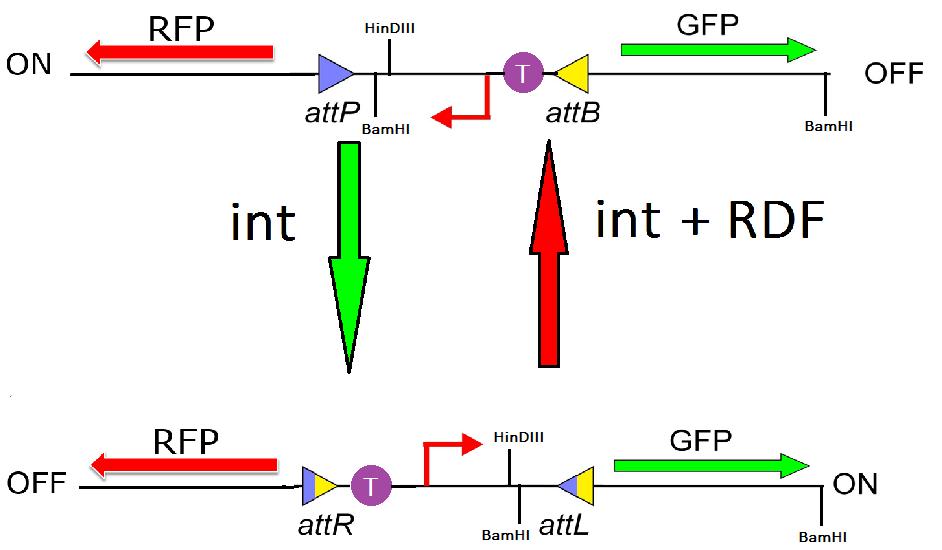 RFP
HinDIII
GFP
ON
T
OFF
attP
BamHI
attB
BamHI
int
int + RDF
RFP
HinDIII
GFP
OFF
T
ON
attR
BamHI
attL
BamHI